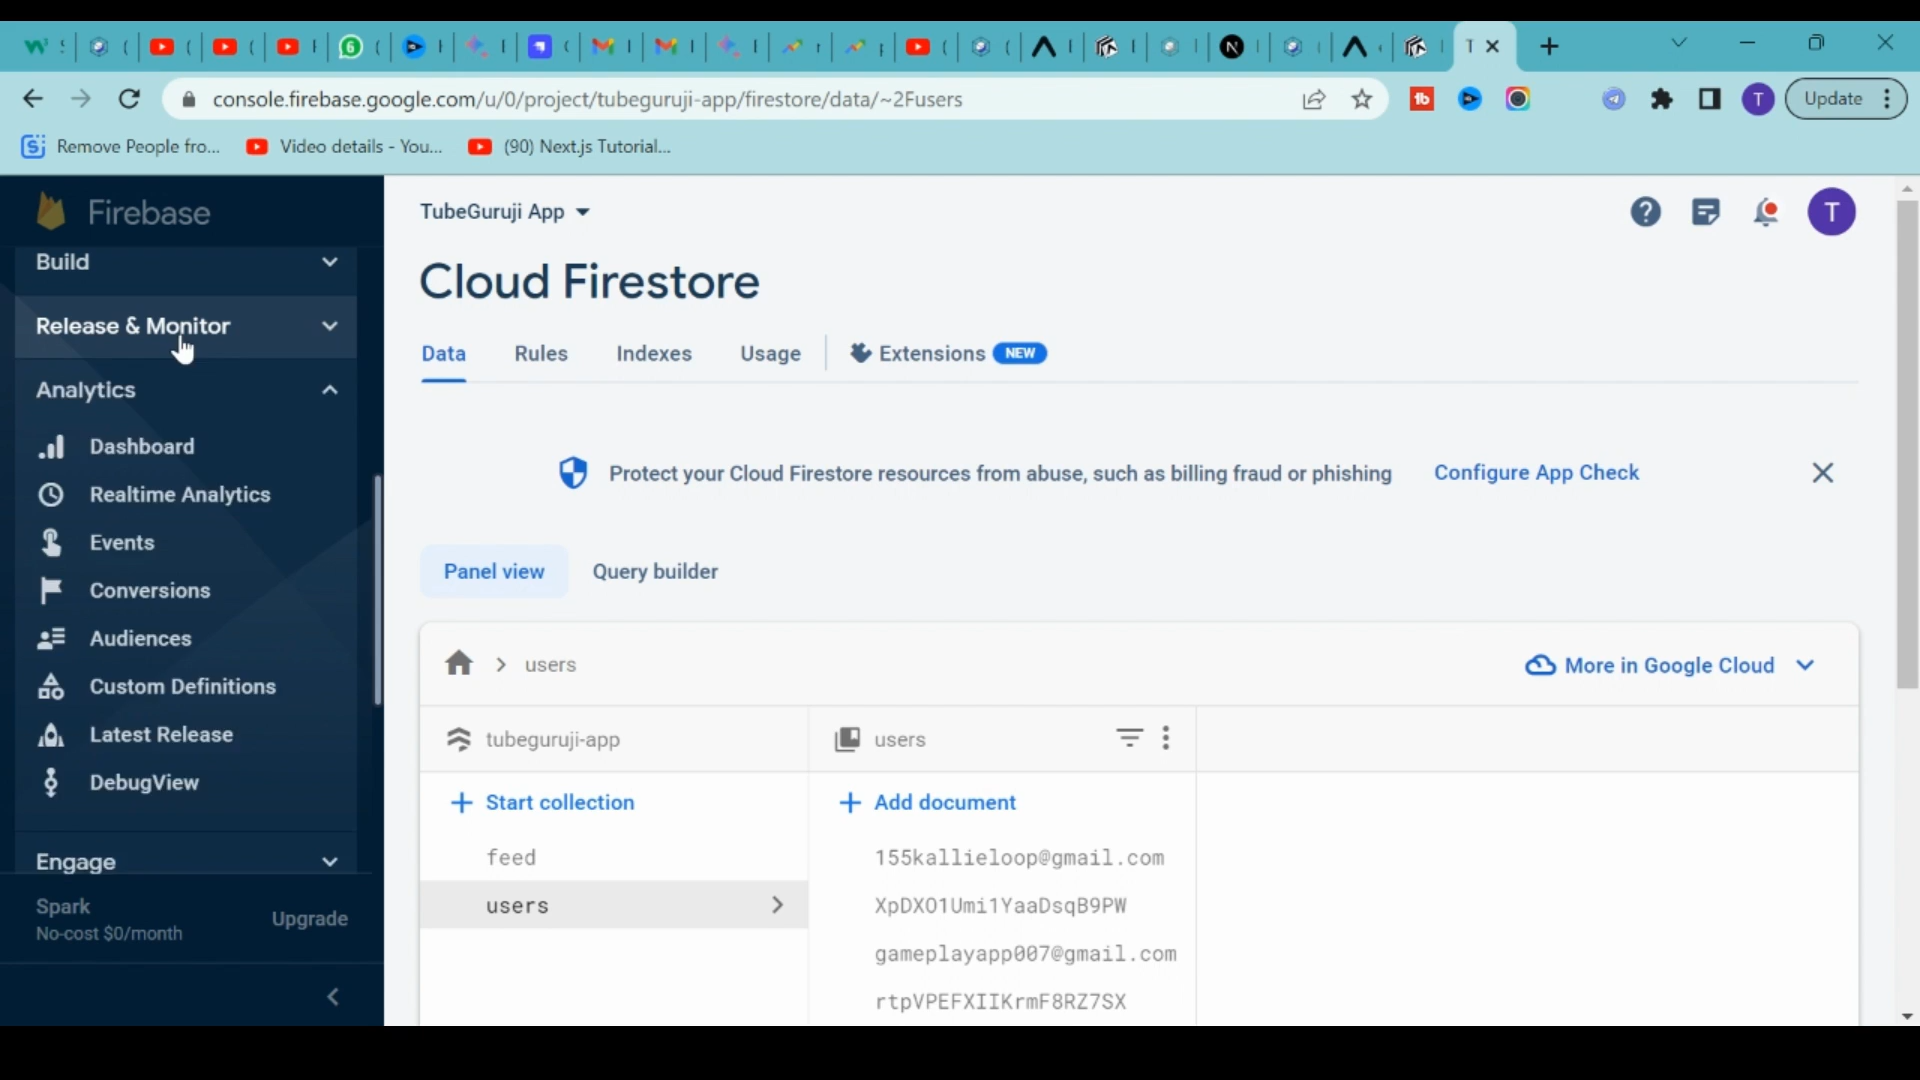 console.firebase.google.com/u/0/project/tubeguruji-app/firestore/data/~2Fusers
Update
Remove People fro...
Video details - You...
(90) Next.js Tutorial...
Firebase
Build
Release & Monitor
Analytics
Dashboard
Realtime Analytics
Events
Conversions
Audiences
Custom Definitions
Latest Release
DebugView
Engage
Spark
No-cost $0/month
Upgrade
TubeGuruji App
T
Cloud Firestore
Data Rules Indexes Usage Extensions NEW
Protect your Cloud Firestore resources from abuse, such as billing fraud or phishing Configure App Check
Panel view Query builder
users
More in Google Cloud
tubeguruji-app
users
Start collection
Add document
feed
users
155kallieloop@gmail.com
XpDXO1Umi1YaaDsqB9PW
gameplayapp007@gmail.com
rtpVPEFXIIKrmF8RZ7SX